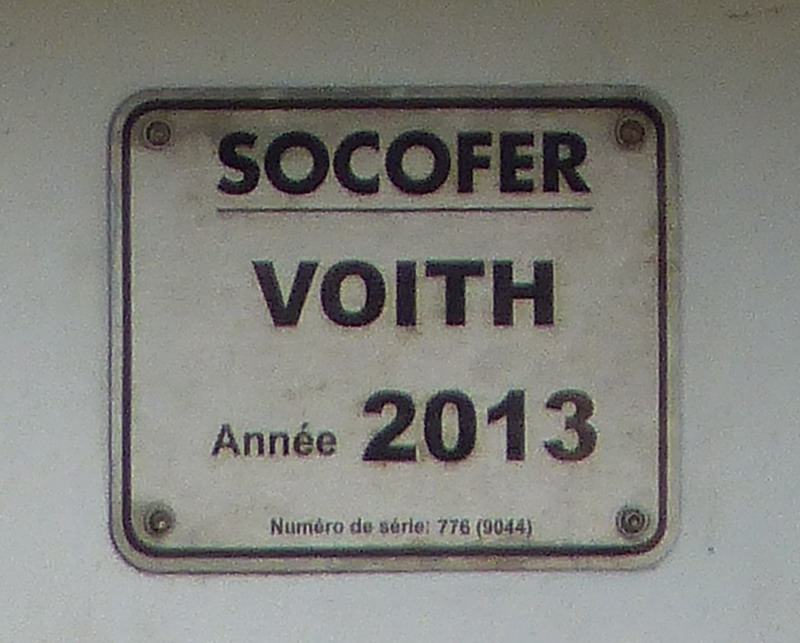 SOCOFER
VOITH
Année 2013
Numéro de série: 776 (9044)